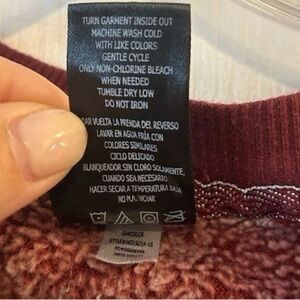 TURN GARMENT INSIDE OUT
MACHINE WASH COLD
WITH LIKE COLORS
GENTLE CYCLE
ONLY NON-CHLORINE BLEACH
WHEN NEEDED
TUMBLE DRY LOW
DO NOT IRON
DAR VUELTA LA PRENDA DEL REVERSO
LAVAR EN AGUA FRÍA CON
COLORES SIMILARES
CICLO DELICADO
BLANQUEADOR SIN CLORO SOLAMENTE,
CUANDO SEA NECESARIO
HACER SECAR A TEMPERATURA BAJA
NO PLANCHAR